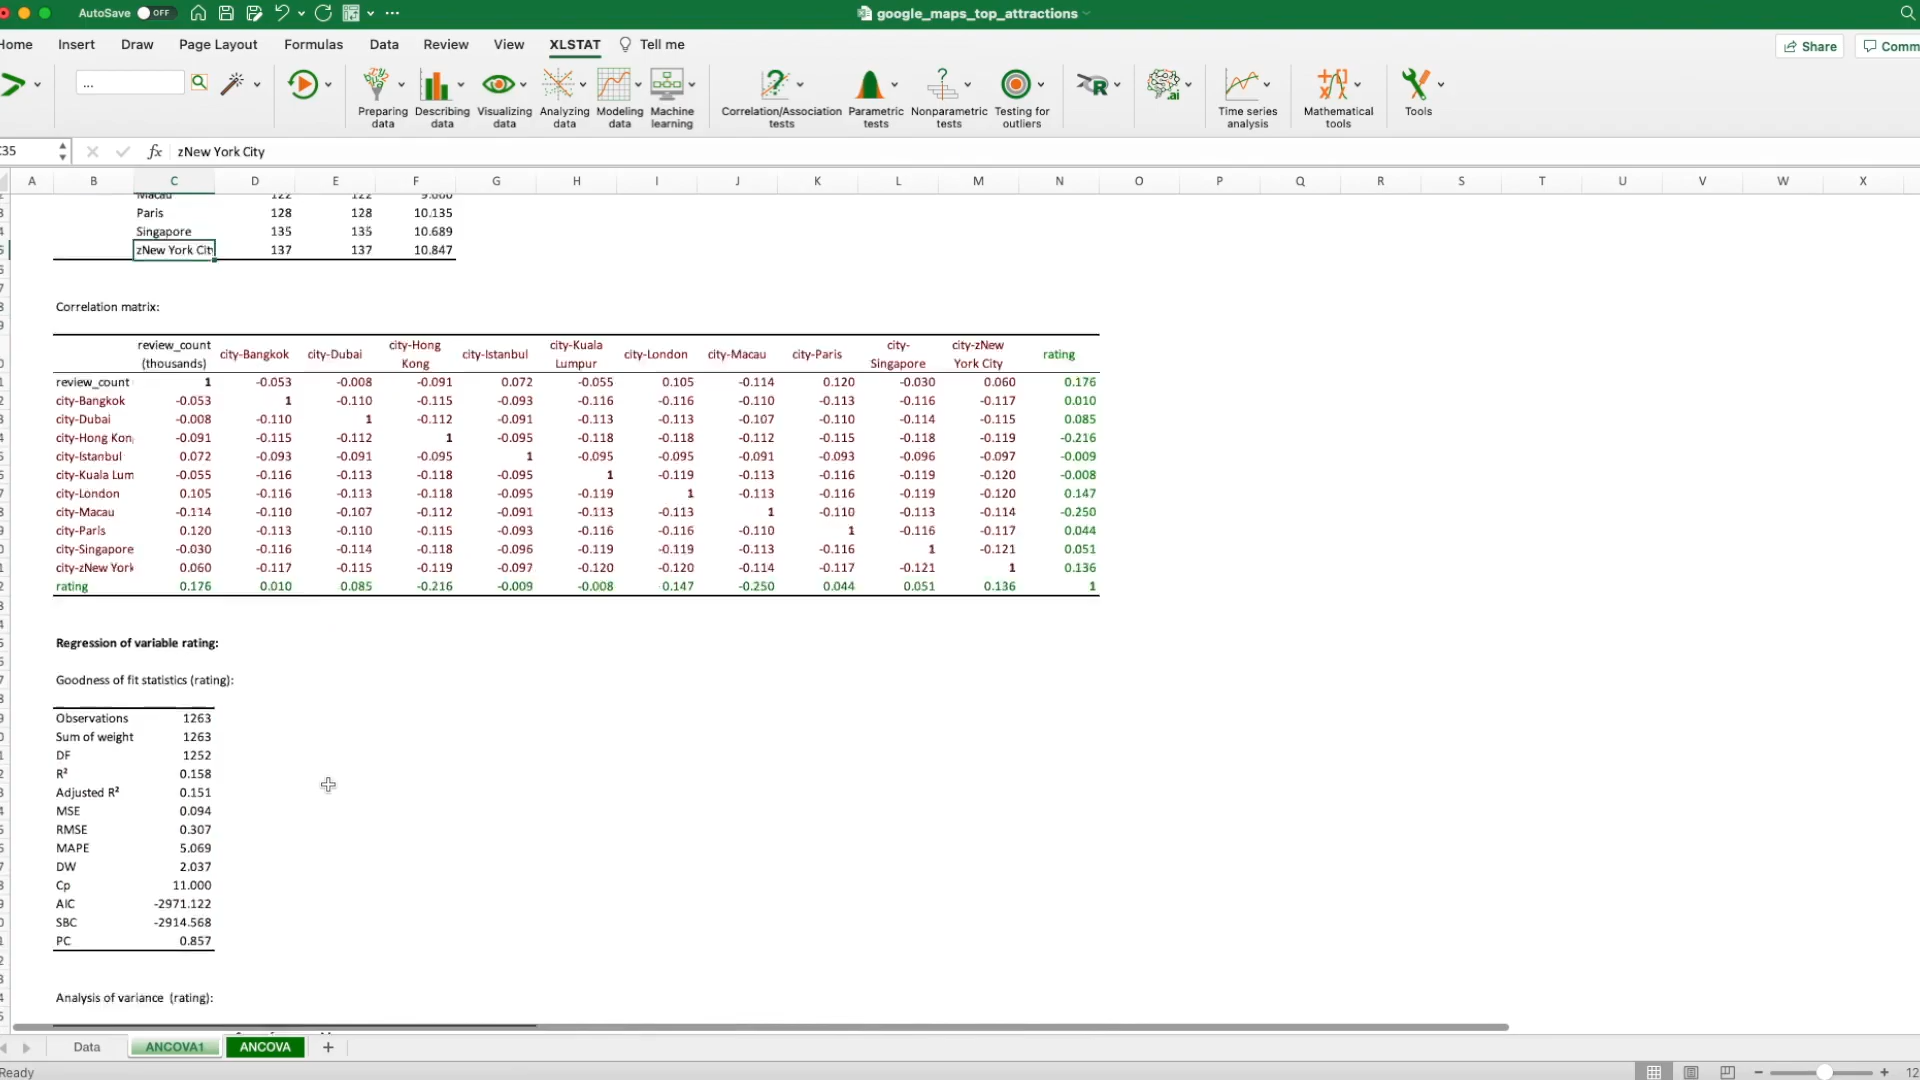 AutoSave OFF ... google_maps_top_attractions
Home Insert Draw Page Layout Formulas Data Review View XLSTAT Tell me Share Comm
...
Preparing data Describing data Visualizing data Analyzing data Modeling data Machine learning Correlation/Association tests Parametric tests Nonparametric tests Testing for outliers R .ai Time series analysis Mathematical tools Tools
C35 fx zNew York City
A B C D E F G H I J K L M N O P Q R S T U V W X
Macau 122 122 9.660
Paris 128 128 10.135
Singapore 135 135 10.689
zNew York Cit 137 137 10.847
Correlation matrix:
review_count (thousands) city-Bangkok city-Dubai city-Hong Kong city-Istanbul city-Kuala Lumpur city-London city-Macau city-Paris city-Singapore city-zNew York City rating
review_count 1 -0.053 -0.008 -0.091 0.072 -0.055 0.105 -0.114 0.120 -0.030 0.060 0.176
city-Bangkok -0.053 1 -0.110 -0.115 -0.093 -0.116 -0.116 -0.110 -0.113 -0.116 -0.117 0.010
city-Dubai -0.008 -0.110 1 -0.112 -0.091 -0.113 -0.113 -0.107 -0.110 -0.114 -0.115 0.085
city-Hong Kon -0.091 -0.115 -0.112 1 -0.095 -0.118 -0.118 -0.112 -0.115 -0.118 -0.119 -0.216
city-Istanbul 0.072 -0.093 -0.091 -0.095 1 -0.095 -0.095 -0.091 -0.093 -0.096 -0.097 -0.009
city-Kuala Lum -0.055 -0.116 -0.113 -0.118 -0.095 1 -0.119 -0.113 -0.116 -0.119 -0.120 -0.008
city-London 0.105 -0.116 -0.113 -0.118 -0.095 -0.119 1 -0.113 -0.116 -0.119 -0.120 0.147
city-Macau -0.114 -0.110 -0.107 -0.112 -0.091 -0.113 -0.113 1 -0.110 -0.113 -0.114 -0.250
city-Paris 0.120 -0.113 -0.110 -0.115 -0.093 -0.116 -0.116 -0.110 1 -0.116 -0.117 0.044
city-Singapore -0.030 -0.116 -0.114 -0.118 -0.096 -0.119 -0.119 -0.113 -0.116 1 -0.121 0.051
city-zNew York 0.060 -0.117 -0.115 -0.119 -0.097 -0.120 -0.120 -0.114 -0.117 -0.121 1 0.136
rating 0.176 0.010 0.085 -0.216 -0.009 -0.008 0.147 -0.250 0.044 0.051 0.136 1
Regression of variable rating:
Goodness of fit statistics (rating):
Observations 1263
Sum of weight 1263
DF 1252
R² 0.158
Adjusted R² 0.151
MSE 0.094
RMSE 0.307
MAPE 5.069
DW 2.037
Cp 11.000
AIC -2971.122
SBC -2914.568
PC 0.857
Analysis of variance (rating):
Data ANCOVA1 ANCOVA +
Ready − + 12